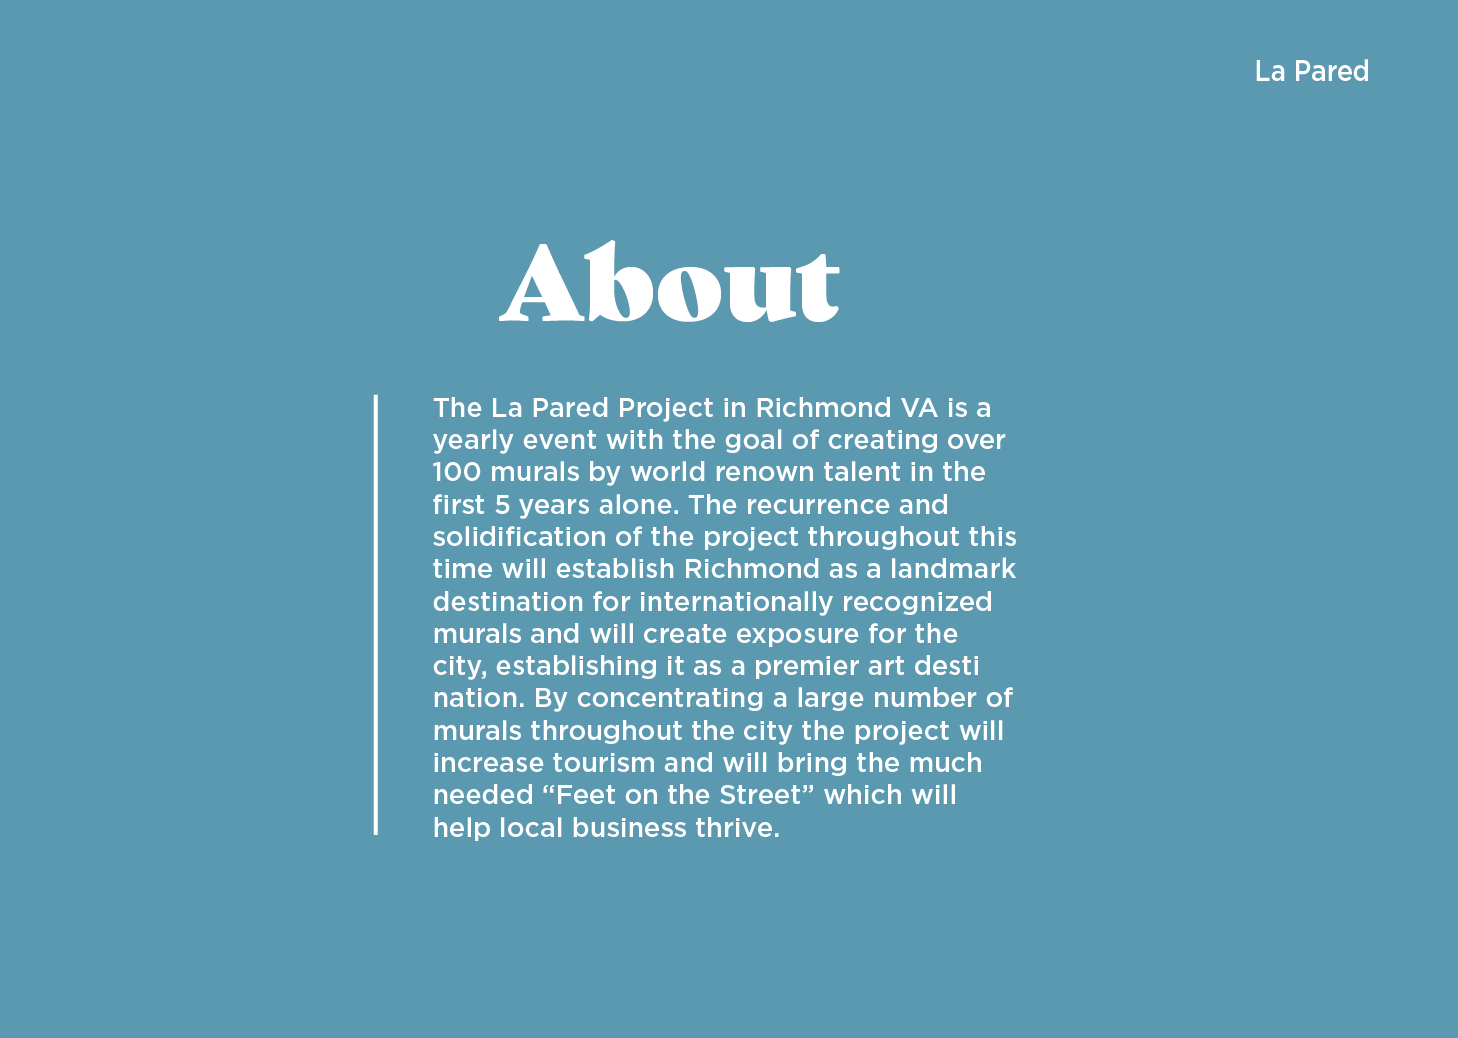 La Pared
About
The La Pared Project in Richmond VA is a
yearly event with the goal of creating over
100 murals by world renown talent in the
first 5 years alone. The recurrence and
solidification of the project throughout this
time will establish Richmond as a landmark
destination for internationally recognized
murals and will create exposure for the
city, establishing it as a premier art desti
nation. By concentrating a large number of
murals throughout the city the project will
increase tourism and will bring the much
needed “Feet on the Street” which will
help local business thrive.